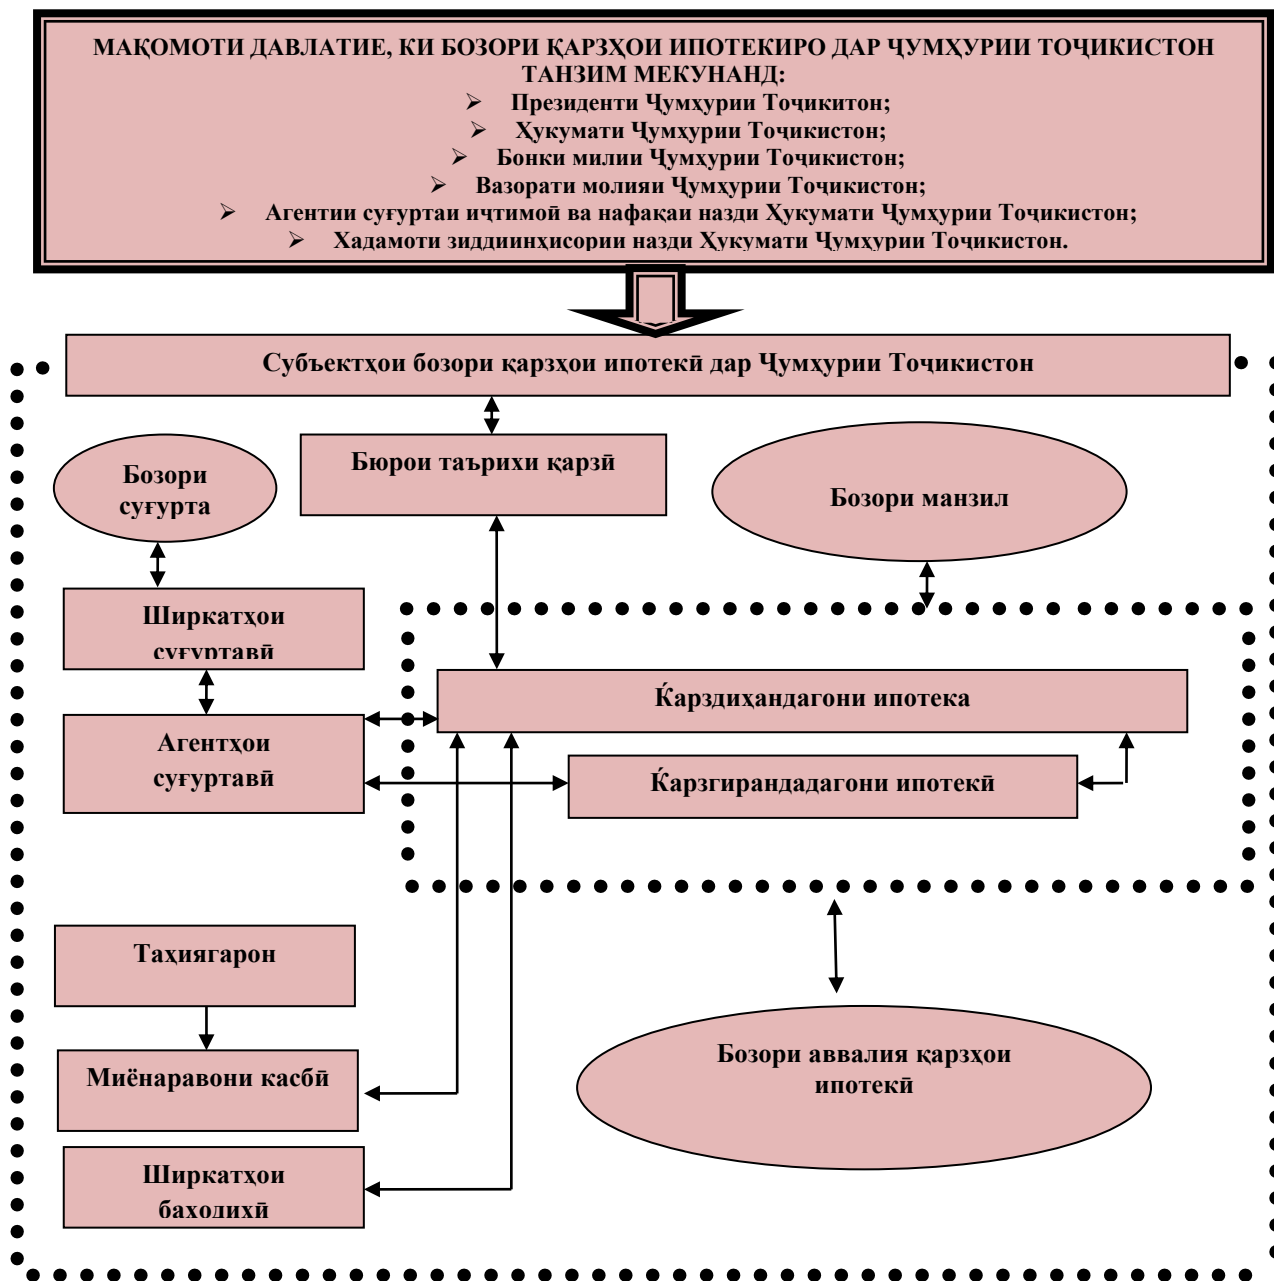 МАҚОМОТИ ДАВЛАТИЕ, КИ БОЗОРИ ҚАРЗҲОИ ИПОТЕКИРО ДАР ҶУМҲУРИИ ТОҶИКИСТОН
ТАНЗИМ МЕКУНАНД:
➢ Президенти Ҷумҳурии Тоҷикитон;
➢ Ҳукумати Ҷумҳурии Тоҷикистон;
➢ Бонки милии Ҷумҳурии Тоҷикистон;
➢ Вазорати молияи Ҷумҳурии Тоҷикистон;
➢ Агентии суғуртаи иҷтимоӣ ва нафақаи назди Ҳукумати Ҷумҳурии Тоҷикистон;
➢ Хадамоти зиддиинҳисории назди Ҳукумати Ҷумҳурии Тоҷикистон.
Субъектҳои бозори қарзҳои ипотекӣ дар Ҷумҳурии Тоҷикистон
Бозори
суғурта
Бюрои таърихи қарзӣ
Бозори манзил
Ширкатҳои
суғуртавӣ
Ќарздиҳандагони ипотека
Агентҳои
суғуртавӣ
Ќарзгирандадагони ипотекӣ
Таҳиягарон
Миёнаравони касбӣ
Бозори аввалия қарзҳои
ипотекӣ
Ширкатҳои
баҳодиҳӣ